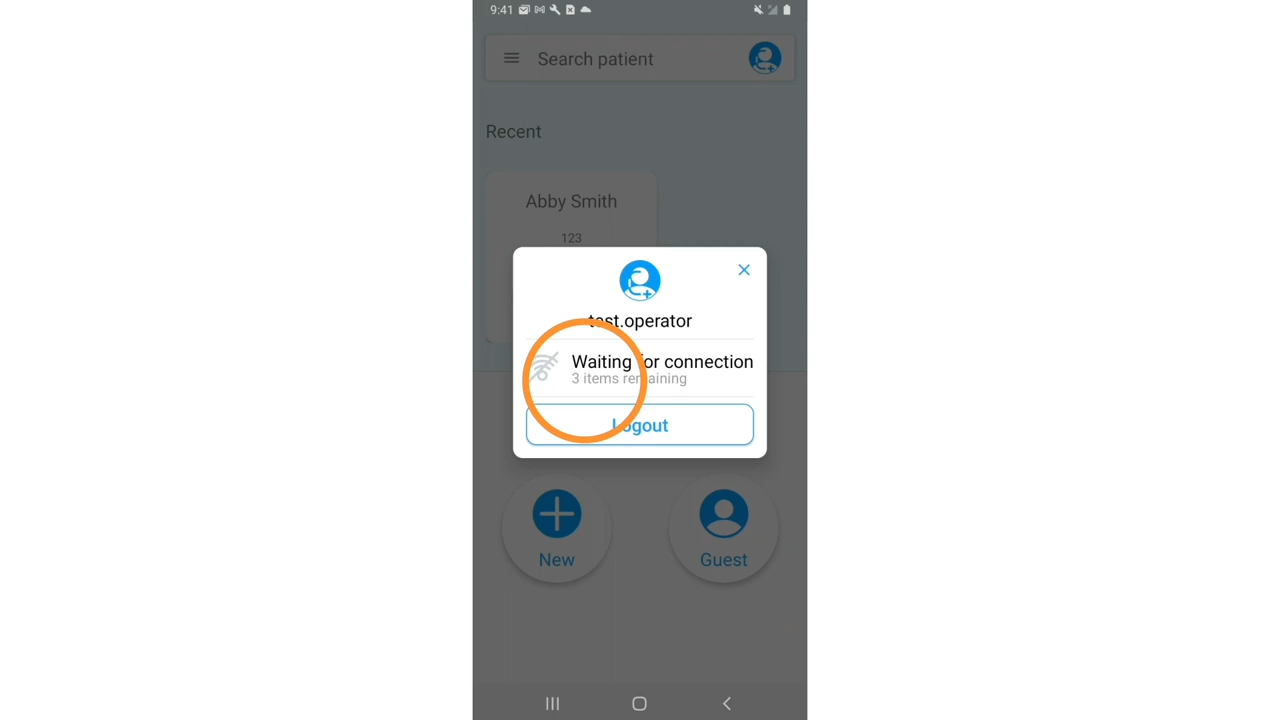 9:41
Search patient
Recent
Abby Smith
123
test.operator
Waiting for connection
3 items remaining
Logout
New
Guest